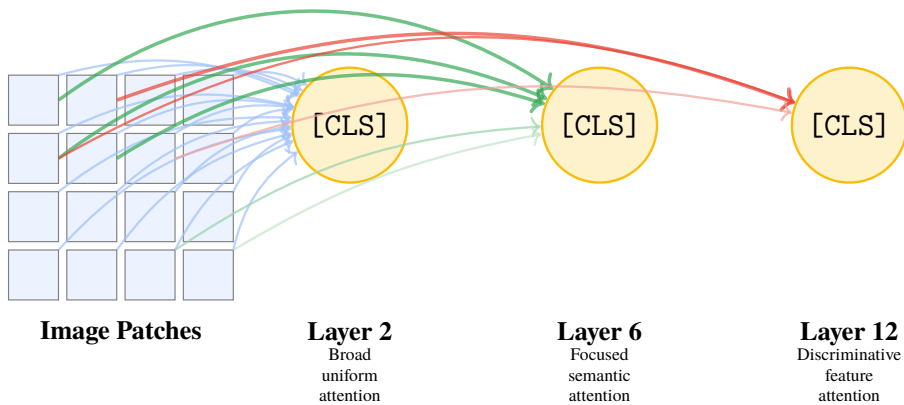 [CLS]
[CLS]
[CLS]
Image Patches
Layer 2
Broad
uniform
attention
Layer 6
Focused
semantic
attention
Layer 12
Discriminative
feature
attention